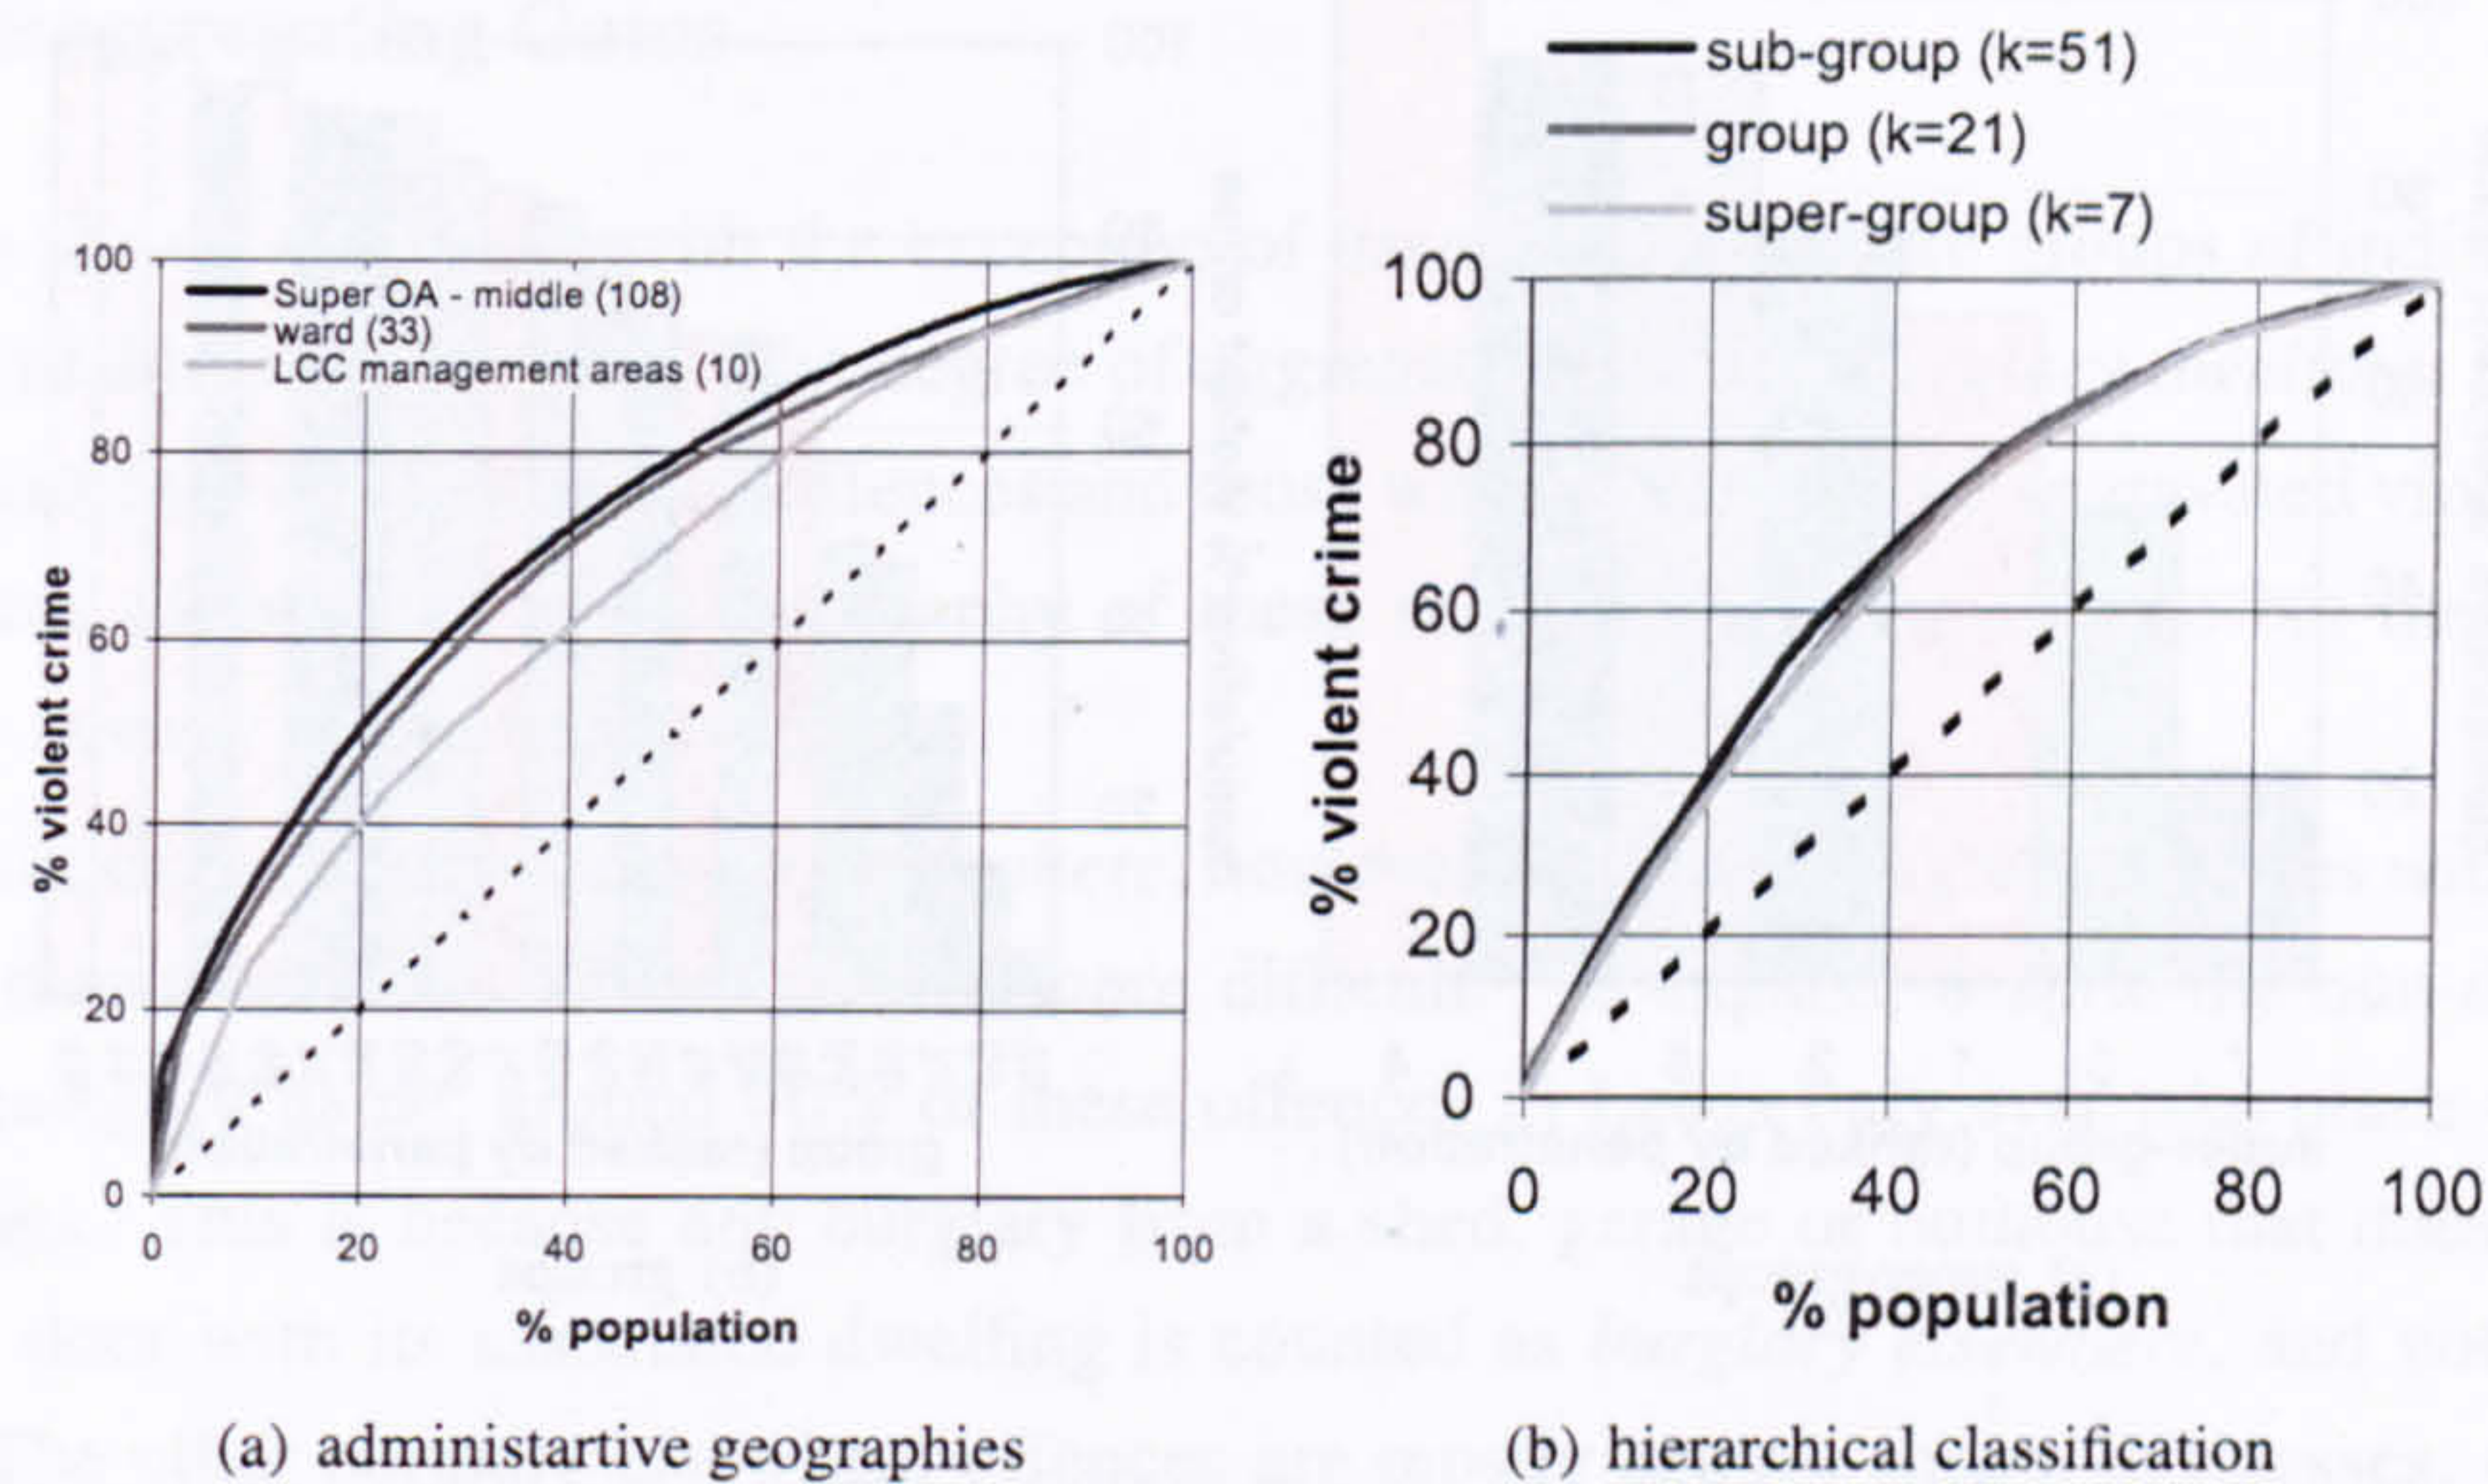 sub-group (k=51)
group (k=21)
super-group (k=7)
100
80
60
40
20
0
Super OA - middle (108)
ward (33)
LCC management areas (10)
% violent crime
0 20 40 60 80 100
% population
(a) administartive geographies
100
80
60
40
20
0
% violent crime
0 20 40 60 80 100
% population
(b) hierarchical classification